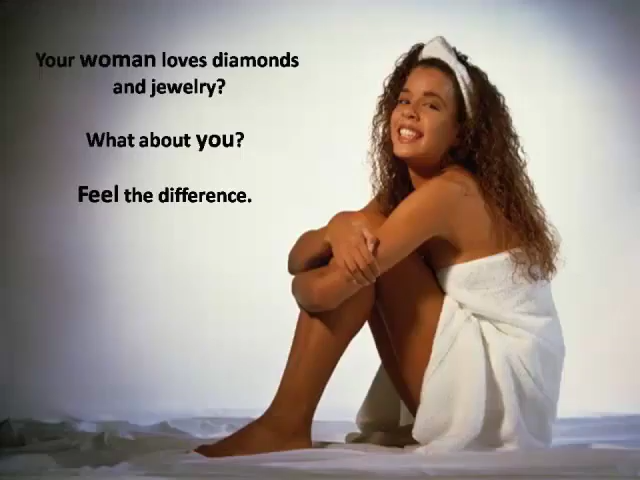 Your woman loves diamonds
and jewelry?
What about you?
Feel the difference.